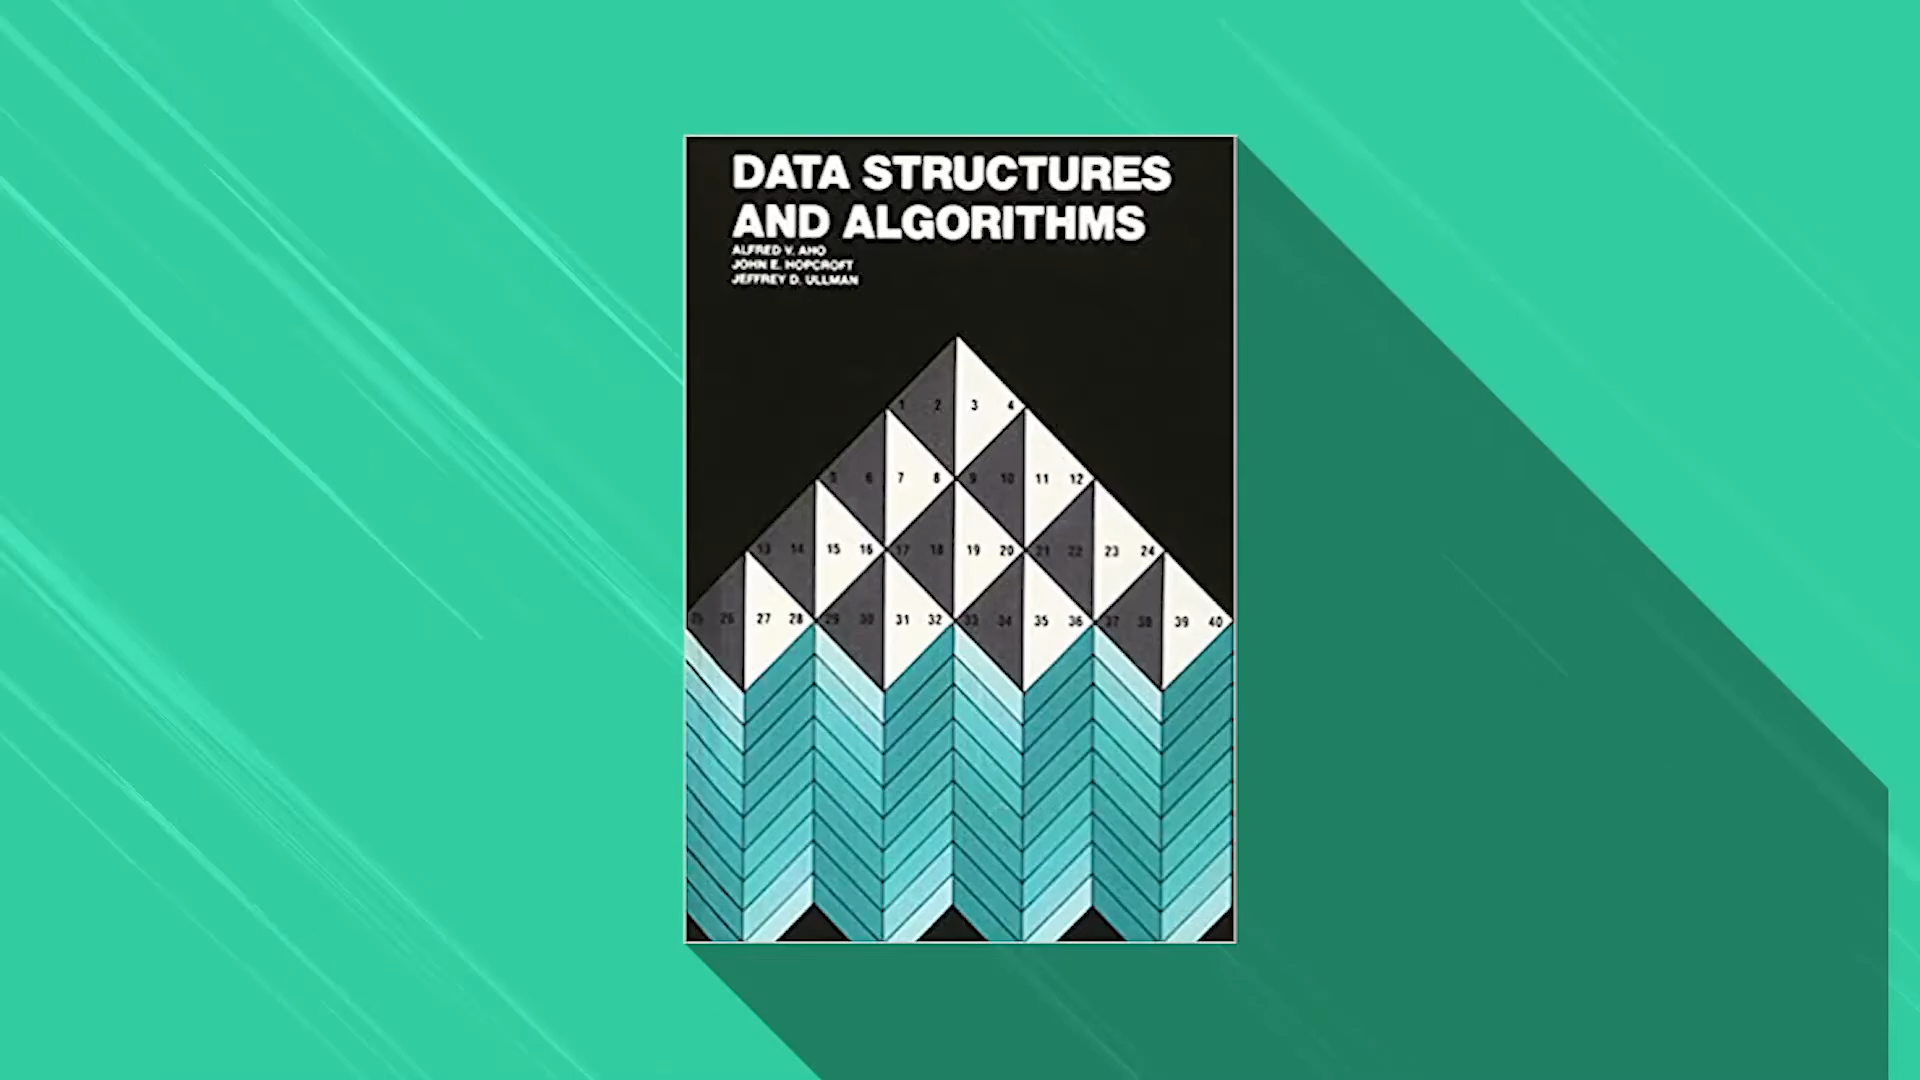 DATA STRUCTURES
AND ALGORITHMS
ALFRED V. AHO
JOHN E. HOPCROFT
JEFFREY D. ULLMAN
1 2 3 4
5 6 7 8 9 10 11 12
13 14 15 16 17 18 19 20 21 22 23 24
25 26 27 28 29 30 31 32 33 34 35 36 37 38 39 40